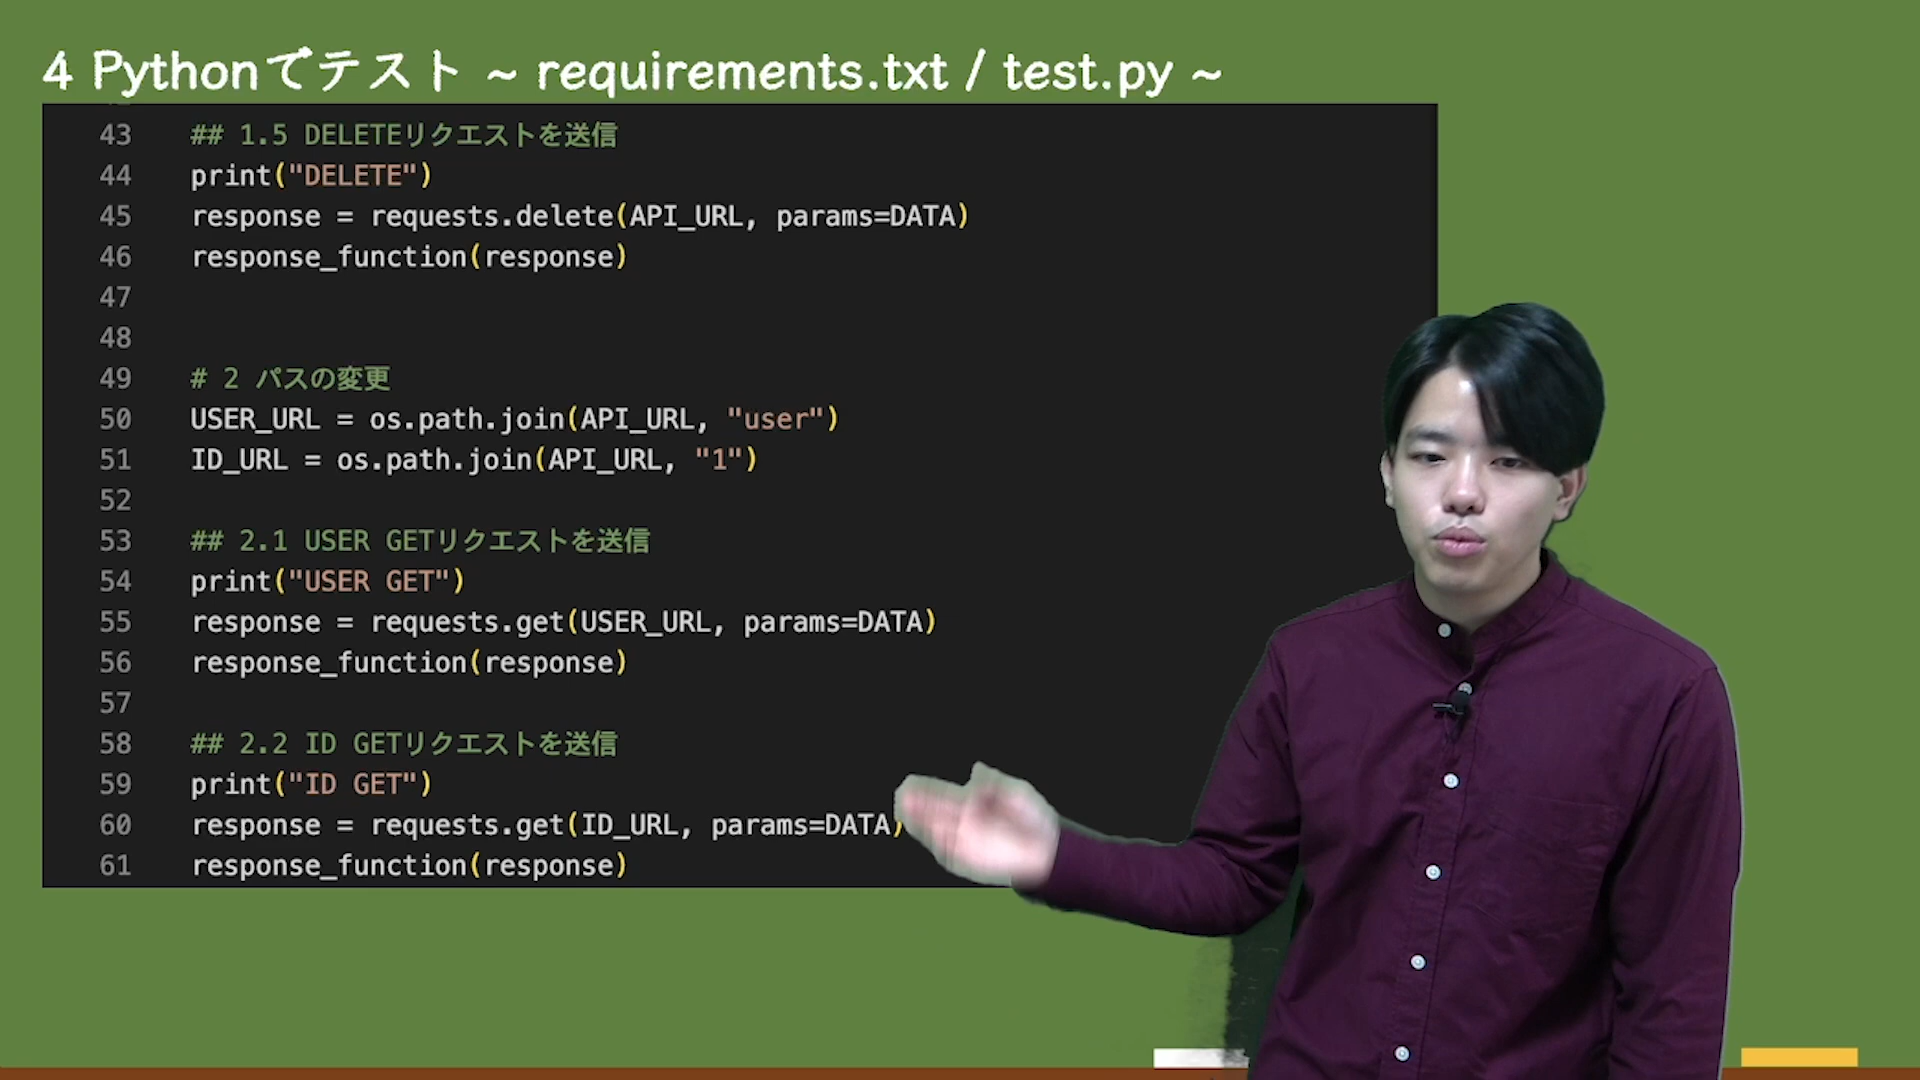 4 Pythonでテスト ~ requirements.txt / test.py ~
43 ## 1.5 DELETEリクエストを送信
44 print("DELETE")
45 response = requests.delete(API_URL, params=DATA)
46 response_function(response)
47
48
49 # 2 パスの変更
50 USER_URL = os.path.join(API_URL, "user")
51 ID_URL = os.path.join(API_URL, "1")
52
53 ## 2.1 USER GETリクエストを送信
54 print("USER GET")
55 response = requests.get(USER_URL, params=DATA)
56 response_function(response)
57
58 ## 2.2 ID GETリクエストを送信
59 print("ID GET")
60 response = requests.get(ID_URL, params=DATA)
61 response_function(response)